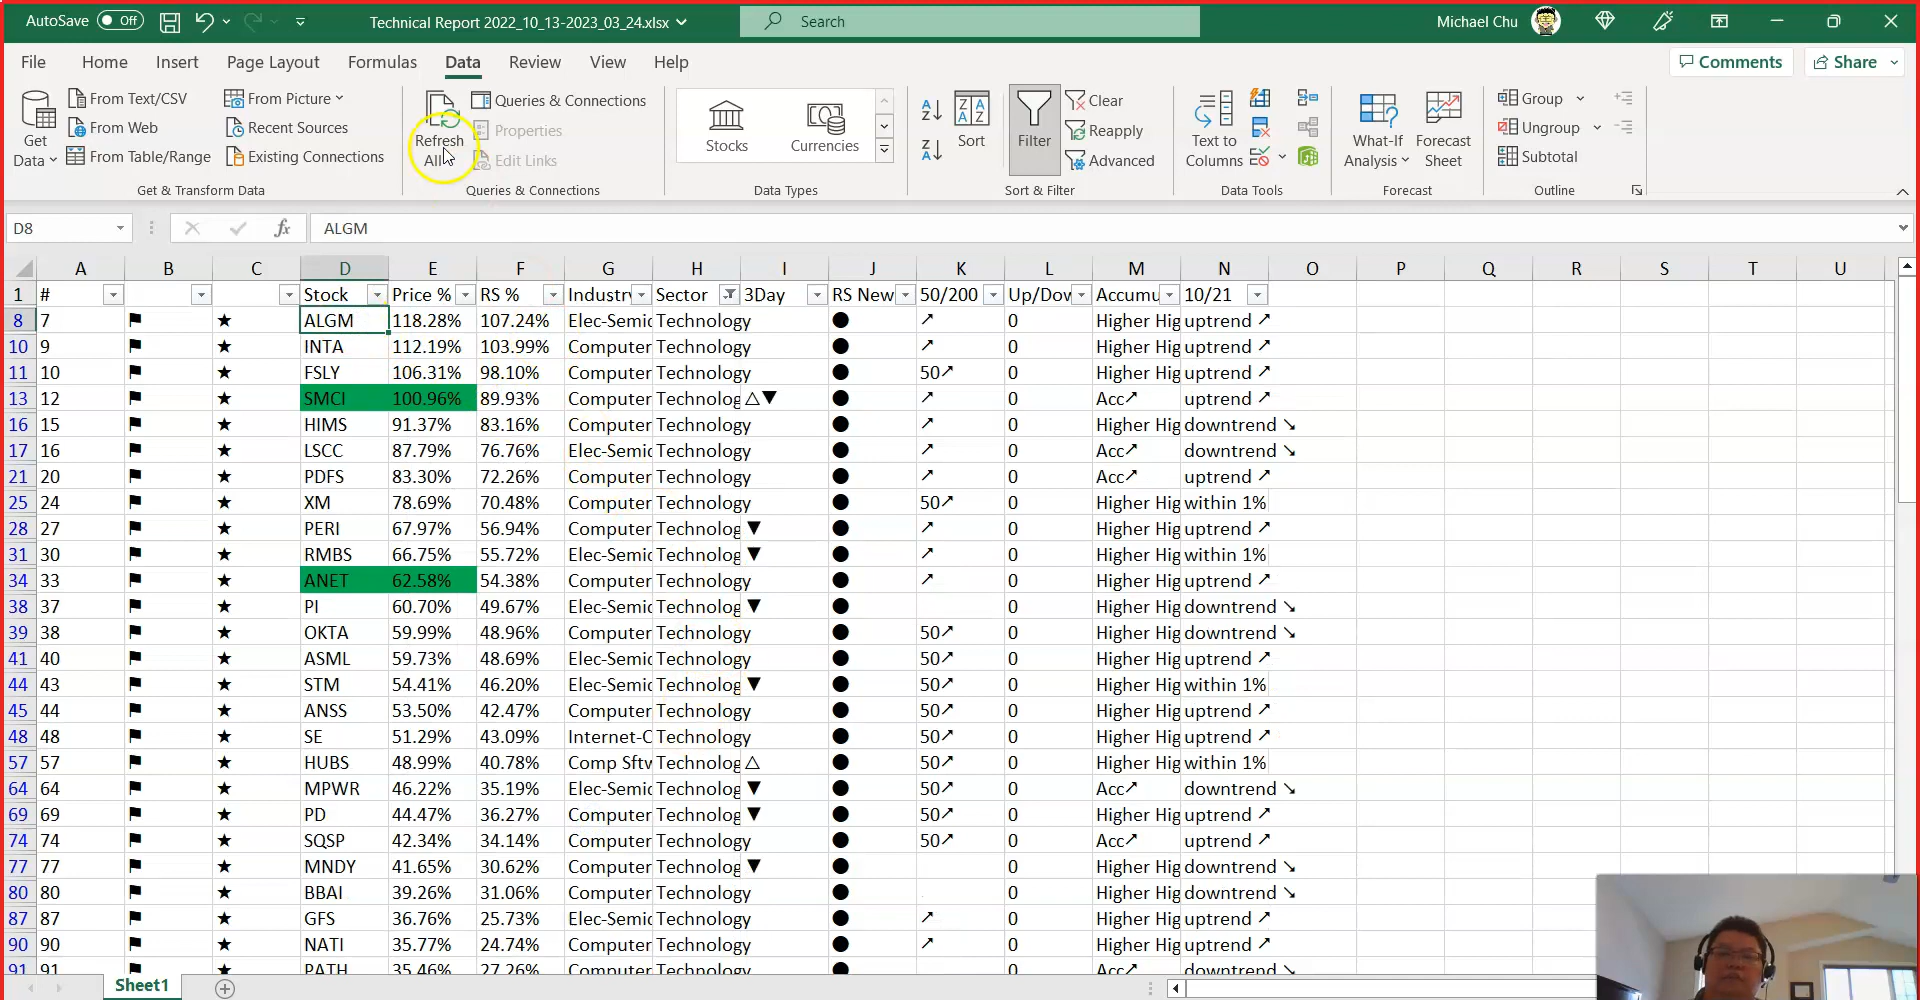 AutoSave Off Technical Report 2022_10_13-2023_03_24.xlsx Search Michael Chu
File Home Insert Page Layout Formulas Data Review View Help Comments Share
Get Data From Text/CSV From Web From Table/Range From Picture Recent Sources Existing Connections Refresh All Queries & Connections Properties Edit Links Stocks Currencies Sort Filter Clear Reapply Advanced Text to Columns What-If Analysis Forecast Sheet Group Ungroup Subtotal
Get & Transform Data Queries & Connections Data Types Sort & Filter Data Tools Forecast Outline
D8 fx ALGM
A B C D E F G H I J K L M N O P Q R S T U
1 # Stock Price % RS % Industry Sector 3Day RS New 50/200 Up/Dow Accumu 10/21
8 7 ⚑ ★ ALGM 118.28% 107.24% Elec-Semic Technology ● ↗ 0 Higher Hig uptrend ↗
10 9 ⚑ ★ INTA 112.19% 103.99% Computer Technology ● ↗ 0 Higher Hig uptrend ↗
11 10 ⚑ ★ FSLY 106.31% 98.10% Computer Technology ● 50↗ 0 Higher Hig uptrend ↗
13 12 ⚑ ★ SMCI 100.96% 89.93% Computer Technolog △▼ ● ↗ 0 Acc↗ uptrend ↗
16 15 ⚑ ★ HIMS 91.37% 83.16% Computer Technology ● ↗ 0 Higher Hig downtrend ↘
17 16 ⚑ ★ LSCC 87.79% 76.76% Elec-Semic Technology ● ↗ 0 Acc↗ downtrend ↘
21 20 ⚑ ★ PDFS 83.30% 72.26% Computer Technology ● ↗ 0 Acc↗ uptrend ↗
25 24 ⚑ ★ XM 78.69% 70.48% Computer Technology ● 50↗ 0 Higher Hig within 1%
28 27 ⚑ ★ PERI 67.97% 56.94% Computer Technolog ▼ ● ↗ 0 Higher Hig uptrend ↗
31 30 ⚑ ★ RMBS 66.75% 55.72% Elec-Semic Technolog ▼ ● ↗ 0 Higher Hig within 1%
34 33 ⚑ ★ ANET 62.58% 54.38% Computer Technology ● ↗ 0 Higher Hig uptrend ↗
38 37 ⚑ ★ PI 60.70% 49.67% Elec-Semic Technolog ▼ ● 0 Higher Hig downtrend ↘
39 38 ⚑ ★ OKTA 59.99% 48.96% Computer Technology ● 50↗ 0 Higher Hig downtrend ↘
41 40 ⚑ ★ ASML 59.73% 48.69% Elec-Semic Technology ● 50↗ 0 Higher Hig uptrend ↗
44 43 ⚑ ★ STM 54.41% 46.20% Elec-Semic Technolog ▼ ● 50↗ 0 Higher Hig within 1%
45 44 ⚑ ★ ANSS 53.50% 42.47% Computer Technology ● 50↗ 0 Higher Hig uptrend ↗
48 48 ⚑ ★ SE 51.29% 43.09% Internet-C Technology ● 50↗ 0 Higher Hig uptrend ↗
57 57 ⚑ ★ HUBS 48.99% 40.78% Comp Sftw Technolog △ ● 50↗ 0 Higher Hig within 1%
64 64 ⚑ ★ MPWR 46.22% 35.19% Elec-Semic Technolog ▼ ● 50↗ 0 Acc↗ downtrend ↘
69 69 ⚑ ★ PD 44.47% 36.27% Computer Technolog ▼ ● 50↗ 0 Higher Hig uptrend ↗
74 74 ⚑ ★ SQSP 42.34% 34.14% Computer Technology ● 50↗ 0 Acc↗ uptrend ↗
77 77 ⚑ ★ MNDY 41.65% 30.62% Computer Technolog ▼ ● 0 Higher Hig downtrend ↘
80 80 ⚑ ★ BBAI 39.26% 31.06% Computer Technology ● 0 Higher Hig downtrend ↘
87 87 ⚑ ★ GFS 36.76% 25.73% Elec-Semic Technology ● ↗ 0 Higher Hig uptrend ↗
90 90 ⚑ ★ NATI 35.77% 24.74% Computer Technology ● ↗ 0 Higher Hig uptrend ↗
91 91 ⚑ ★ PATH 35.46% 27.26% Computer Technology ● 0 Acc↗ downtrend ↘
Sheet1